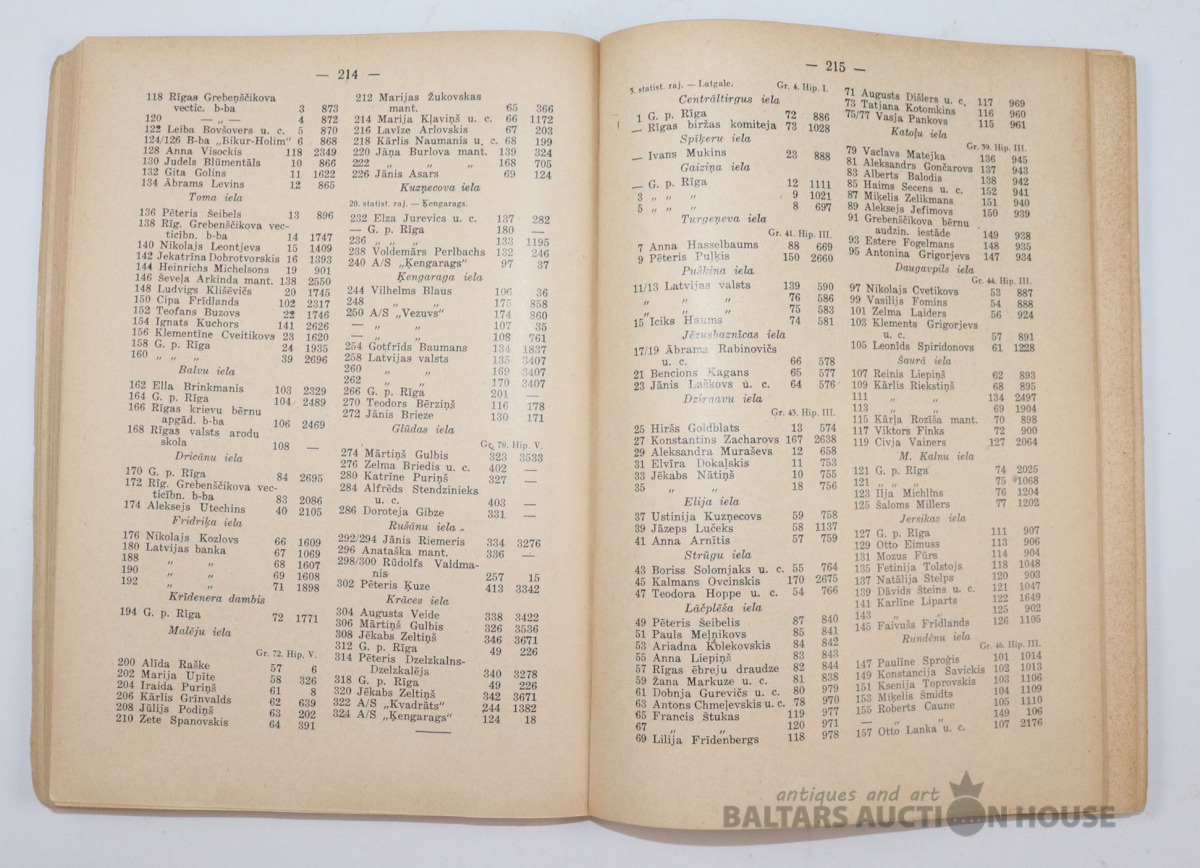 — 214 —
118 Rīgas Grebeņščikova
vectic. b-ba 3 873
120 — „ — 4 872
122 Leiba Bovšovers u. c. 5 870
124/126 B-ba „Bikur-Holim" 6 868
128 Anna Visockis 118 2349
130 Judels Blūmentāls 10 866
132 Gita Golins 11 1622
134 Ābrams Levins 12 865
Toma iela
136 Pēteris Šeibels 13 896
138 Rīg. Grebenščikova vec-
ticībn. b-ba 14 1747
140 Nikolajs Leontjevs 15 1409
142 Jekatrīna Dobrotvorskis 16 1393
144 Heinrichs Michelsons 19 901
146 Ševeļa Arkinda mant. 138 2550
148 Ludvigs Klišēvičs 20 1745
150 Cipa Frīdlands 102 2317
152 Teofans Buzovs 22 1746
154 Ignats Kuchors 141 2626
156 Klementīne Cveitikovs 23 1620
158 G. p. Rīga 24 1935
160 „ „ „ 39 2696
Balvu iela
162 Ella Brinkmanis 103 2329
164 G. p. Rīga 104 2489
166 Rīgas krievu bērnu
apgād. b-ba 106 2469
168 Rīgas valsts arodu
skola 108 —
Dricānu iela
170 G. p. Rīga 84 2695
172 Rīg. Grebenščikova vec-
ticībn. b-ba 83 2086
174 Aleksejs Utechins 40 2105
Frīdriķa iela
176 Nikolajs Kozlovs 66 1609
180 Latvijas banka 67 1069
188 „ „ 68 1607
190 „ „ 69 1608
192 „ „ 71 1898
Krīdenera dambis
194 G. p. Rīga 72 1771
Malēju iela
Gr. 72. Hip. V.
200 Alīda Raške 57 6
202 Marija Upīte 58 326
204 Iraida Puriņš 61 8
206 Kārlis Grīnvalds 62 639
208 Jūlijs Podiņš 63 202
210 Zete Spanovskis 64 391
212 Marijas Žukovskas
mant. 65 366
214 Marija Kļaviņš u. c. 66 1172
216 Lavīze Arlovskis 67 203
218 Kārlis Naumanis u. c. 68 199
220 Jāņa Burlova mant. 139 324
222 „ „ „ 168 705
226 Jānis Asars 69 124
Kuzņecova iela
20. statist. raj. — Ķengarags.
232 Elza Jurevics u. c. 137 282
— G. p. Rīga 180 —
236 „ „ „ 133 1195
238 Voldemārs Perlbachs 132 246
240 A/S „Ķengarags" 97 37
Ķengaraga iela
244 Vilhelms Blaus 106 36
248 „ „ 175 858
250 A/S „Vezuvs" 174 860
— „ „ 107 35
— „ „ 108 761
254 Gotfrīds Baumans 134 1837
258 Latvijas valsts 135 3407
260 „ „ 169 3407
262 „ „ 170 3407
266 G. p. Rīga 201 —
270 Teodors Bērziņš 116 178
272 Jānis Brieze 130 171
Glūdas iela
Gr. 78. Hip. V.
274 Mārtiņš Gulbis 323 3533
276 Zelma Briedis u. c. 402 —
280 Katrīne Puriņš 327 —
284 Alfrēds Stendzinieks
u. c. 403 —
286 Doroteja Gibze 331 —
Rušānu iela
292/294 Jānis Riemeris 334 3276
296 Anataška mant. 336 —
298/300 Rūdolfs Valdma-
nis 257 15
302 Pēteris Ķuze 413 3342
Krāces iela
304 Augusts Veide 338 3422
306 Mārtiņš Gulbis 326 3536
308 Jēkabs Zeltiņš 346 3671
312 G. p. Rīga 49 226
314 Pēteris Dzelzkalns-
Dzelzkalējs 340 3278
318 G. p. Rīga 49 226
320 Jēkabs Zeltiņš 342 3671
322 A/S „Kvadrāts" 244 1382
324 A/S „Ķengarags" 124 18
— 215 —
5. statist. raj. — Latgale. Gr. 4. Hip. I.
Centrāltirgus iela
1 G. p. Rīga 72 886
— Rīgas biržas komiteja 73 1028
Spīķeru iela
— Ivans Mukins 23 888
Gaiziņa iela
— G. p. Rīga 12 1111
3 „ „ „ 9 1021
5 „ „ „ 8 697
Turgeņeva iela
Gr. 41. Hip. III.
7 Anna Hasselbaums 88 669
9 Pēteris Puļķis 150 2660
Puškina iela
11/13 Latvijas valsts 139 590
„ „ 76 586
„ „ 75 583
15 Iciks Haums 74 581
Jēzusbaznīcas iela
17/19 Ābrams Rabinovičs
u. c. 66 578
21 Bencions Kagans 65 577
23 Jānis Laškovs u. c. 64 576
Dzirnavu iela
Gr. 43. Hip. III.
25 Hiršs Goldblats 13 574
27 Konstantins Zacharovs 167 2638
29 Aleksandra Muraševs 12 658
31 Elvīra Dokaļskis 11 753
33 Jēkabs Nātiņš 10 755
35 „ „ 18 756
Elija iela
37 Ustinija Kuzņecovs 59 758
39 Jāzeps Lučeks 58 1137
41 Anna Arnītis 57 759
Strūgu iela
43 Boriss Solomjaks u. c. 55 764
45 Kalmans Ovcinskis 170 2675
47 Teodora Hoppe u. c. 54 766
Lāčplēša iela
49 Pēteris Šeibelis 87 840
51 Pauls Meļnikovs 85 841
53 Ariadna Kolekovskis 84 842
55 Anna Liepiņš 83 843
57 Rīgas ēbreju draudze 82 844
59 Žana Markuze u. c. 81 838
61 Dobnja Gurevičs u. c. 80 979
63 Antons Chmeļevskis u. c. 78 970
65 Francis Štukas 119 977
67 „ „ 120 971
69 Lilija Frīdenbergs 118 978
71 Augusts Dišlers u. c. 117 969
73 Tatjana Kotomkins 116 960
75/77 Vasja Pankovs 115 961
Katoļu iela
Gr. 39. Hip. III.
79 Vaclavs Matejka 136 945
81 Aleksandrs Gončarovs 137 943
83 Alberts Balodis 138 942
85 Haims Secens u. c. 152 941
87 Miķelis Zelikmans 151 940
89 Aleksejs Jefimovs 150 939
91 Grebenščikova bērnu
audzin. iestāde 149 938
93 Estere Fogelmans 148 935
95 Antonina Grigorjevs 147 934
Daugavpils iela
Gr. 44. Hip. III.
97 Nikolajs Cvetikovs 53 887
99 Vasilijs Fomins 54 888
101 Zelma Laiders 56 924
103 Klements Grigorjevs
u. c. 57 891
105 Leonīds Spiridonovs 61 1228
Šaurā iela
107 Reinis Liepiņš 62 893
109 Kārlis Riekstiņš 68 895
111 „ „ 134 2497
113 „ „ 69 1904
115 Kārļa Rozīša mant. 70 898
117 Viktors Finks 72 900
119 Civja Vainers 127 2064
M. Kalnu iela
121 G. p. Rīga 74 2025
121 „ „ „ 75 1068
123 Ilja Michlins 76 1204
125 Šaloms Millers 77 1202
Jersikas iela
127 G. p. Rīga 111 907
129 Otto Eimuss 113 906
131 Mozus Fūrs 114 904
135 Fetinija Tolstojs 118 1048
137 Natālija Stelps 120 903
139 Dāvids Šteins u. c. 121 1047
141 Karlīne Liparts 122 1649
143 „ „ 125 902
145 Faivušs Frīdlands 126 1105
Rundēnu iela
Gr. 46. Hip. III.
147 Paulīne Sproģis 101 1014
149 Konstancija Savickis 102 1013
151 Ksenija Toprovskis 103 1106
153 Miķelis Šmidts 104 1109
155 Roberts Caune 105 1110
— „ „ 149 106
157 Otto Lanka u. c. 107 2176
antiques and art
BALTARS AUCTION HOUSE